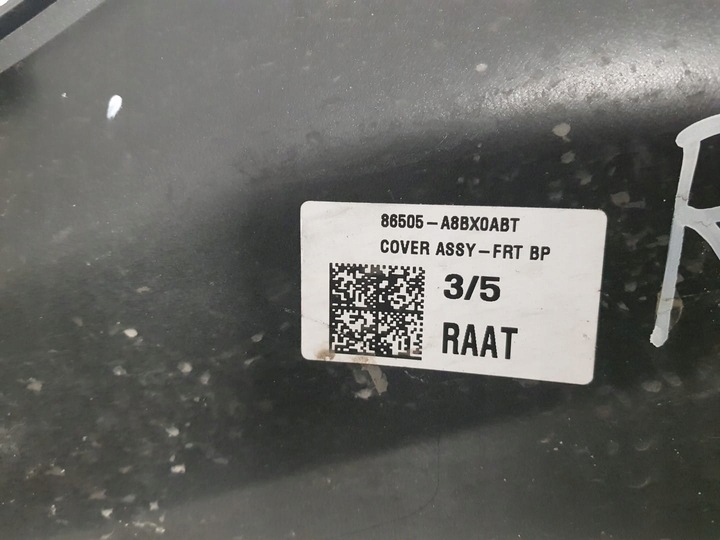 86505-A8BX0ABT
COVER ASSY-FRT BP
3/5
RAAT
R